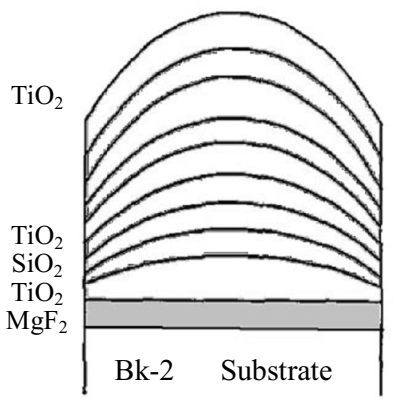 TiO₂
TiO₂
SiO₂
TiO₂
MgF₂
Bk-2 Substrate